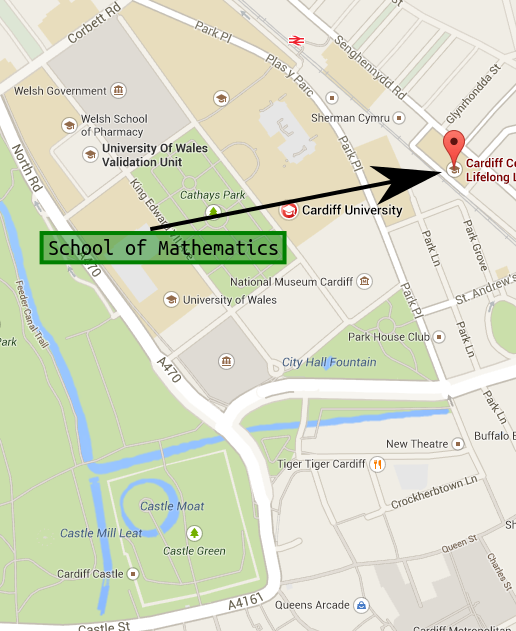 Corbett Rd
Park Pl
Senghennydd Rd
Plas y Parc
Glynrhondda St
Welsh Government
Sherman Cymru
Welsh School
of Pharmacy
University Of Wales
Validation Unit
Park Pl
Cardiff Ce
Lifelong L
North Rd
King Edward VII Ave
Cathays Park
Cardiff University
School of Mathematics
Park Ln
Park Grove
A470
National Museum Cardiff
St. Andrew's
Feeder Canal Trail
University of Wales
Park Pl
Park Ln
Park House Club
Park
City Hall Fountain
A470
Park Ln
New Theatre
Buffalo B
Tiger Tiger Cardiff
Crockherbtown Ln
Castle Moat
Castle Mill Leat
Castle Green
Queen St
Charles St
Cardiff Castle
A4161
Queens Arcade
Castle St
Cardiff Metropolitan